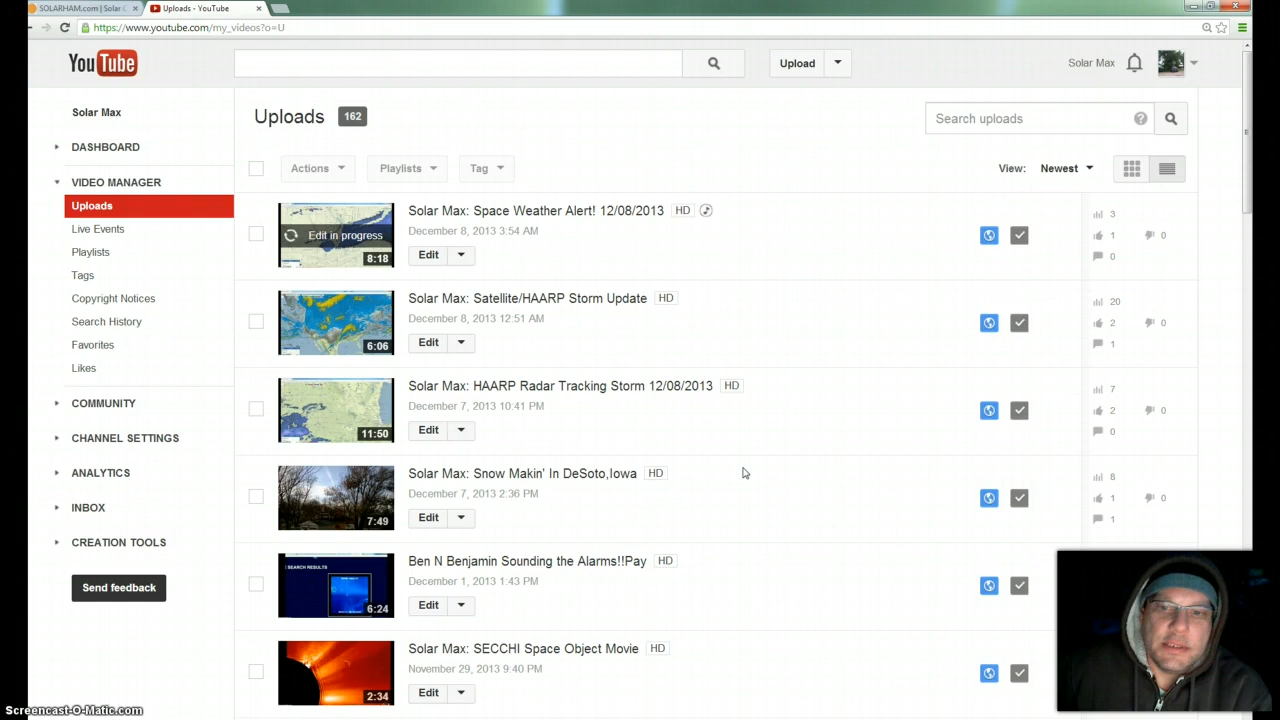 SOLARHAM.com | Solar C
Uploads - YouTube
https://www.youtube.com/my_videos?o=U
YouTube
Upload
Solar Max
Solar Max
DASHBOARD
VIDEO MANAGER
Uploads
Live Events
Playlists
Tags
Copyright Notices
Search History
Favorites
Likes
COMMUNITY
CHANNEL SETTINGS
ANALYTICS
INBOX
CREATION TOOLS
Send feedback
Uploads 162
Search uploads
Actions Playlists Tag
View: Newest
Edit in progress
8:18
Solar Max: Space Weather Alert! 12/08/2013 HD
December 8, 2013 3:54 AM
Edit
3
1 0
0
6:06
Solar Max: Satellite/HAARP Storm Update HD
December 8, 2013 12:51 AM
Edit
20
2 0
1
11:50
Solar Max: HAARP Radar Tracking Storm 12/08/2013 HD
December 7, 2013 10:41 PM
Edit
7
2 0
0
7:49
Solar Max: Snow Makin' In DeSoto,Iowa HD
December 7, 2013 2:36 PM
Edit
8
1 0
1
SEARCH RESULTS
6:24
Ben N Benjamin Sounding the Alarms!!Pay HD
December 1, 2013 1:43 PM
Edit
2:34
Solar Max: SECCHI Space Object Movie HD
November 29, 2013 9:40 PM
Edit
Screencast-O-Matic.com